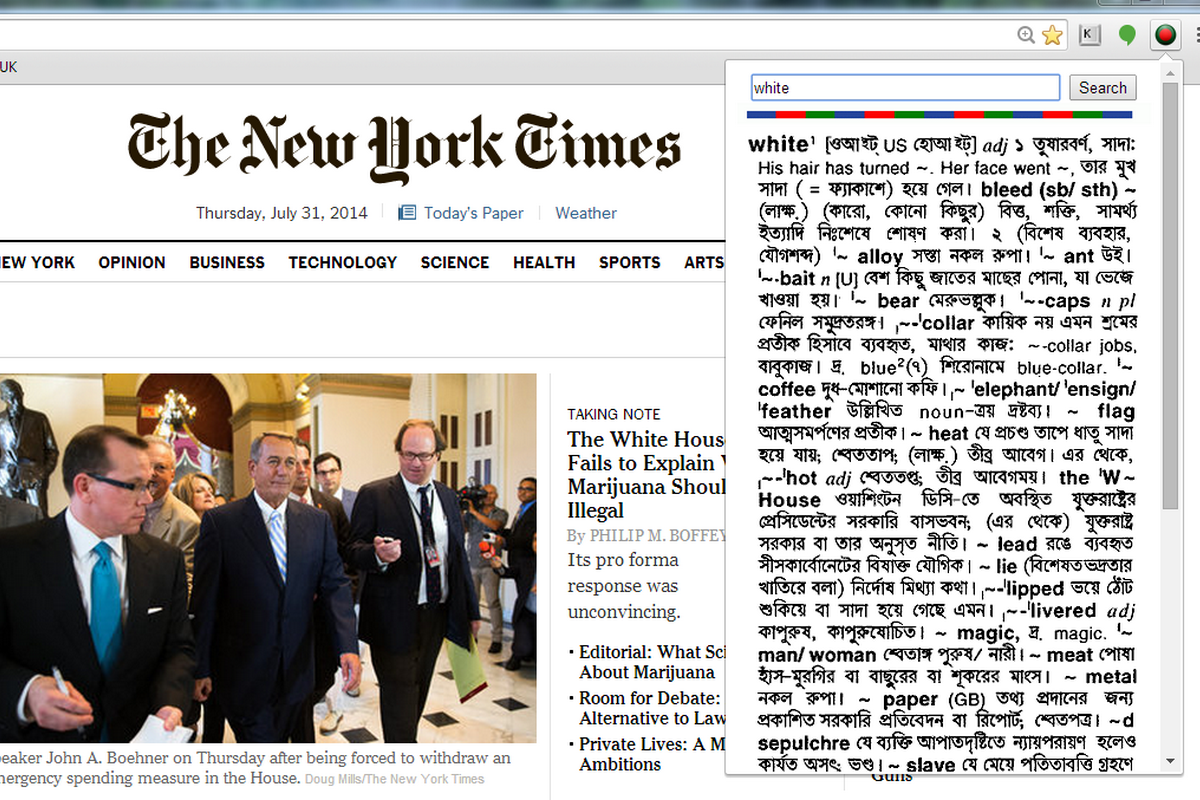 UK
The New York Times
Thursday, July 31, 2014
Today's Paper
Weather
NEW YORK OPINION BUSINESS TECHNOLOGY SCIENCE HEALTH SPORTS ARTS
TAKING NOTE
The White Hous
Fails to Explain
Marijuana Shoul
Illegal
By PHILIP M. BOFFEY
Its pro forma
response was
unconvincing.
· Editorial: What Sci
About Marijuana
· Room for Debate:
Alternative to Law
· Private Lives: A M
Ambitions
Guns
eaker John A. Boehner on Thursday after being forced to withdraw an
mergency spending measure in the House. Doug Mills/The New York Times
K
white
Search
white¹ [ওআইট্ US হোআইট্] adj ১ তুষারবর্ণ, সাদা:
His hair has turned ~. Her face went ~, তার মুখ
সাদা ( = ফ্যাকাশে) হয়ে গেল। bleed (sb/ sth) ~
(লাক্ষ.) (কারো, কোনো কিছুর) বিত্ত, শক্তি, সামর্থ্য
ইত্যাদি নিঃশেষে শোষণ করা। ২ (বিশেষ ব্যবহার,
যৌগশব্দ) ˈ~ alloy সস্তা নকল রুপা। ˈ~ ant উই।
ˈ~-bait n [U] বেশ কিছু জাতের মাছের পোনা, যা ভেজে
খাওয়া হয়। ˈ~ bear মেরুভল্লুক। ˈ~-caps n pl
ফেনিল সমুদ্রতরঙ্গ। ˌ~-ˈcollar কায়িক নয় এমন শ্রমের
প্রতীক হিসাবে ব্যবহৃত, মাথার কাজ: ~-collar jobs,
বাবুকাজ। দ্র. blue²(৭) শিরোনামে blue-collar. ˈ~
coffee দুধ-মেশানো কফি। ˌ~ ˈelephant/ ˈensign/
ˈfeather উল্লিখিত noun-ত্রয় দ্রষ্টব্য। ~ flag
আত্মসমর্পণের প্রতীক। ~ heat যে প্রচণ্ড তাপে ধাতু সাদা
হয়ে যায়; শ্বেততাপ; (লাক্ষ.) তীব্র আবেগ। এর থেকে,
ˌ~-ˈhot adj শ্বেততপ্ত; তীব্র আবেগময়। the ˈW~
House ওয়াশিংটন ডিসি-তে অবস্থিত যুক্তরাষ্ট্রের
প্রেসিডেন্টের সরকারি বাসভবন; (এর থেকে) যুক্তরাষ্ট্র
সরকার বা তার অনুসৃত নীতি। ~ lead রঙে ব্যবহৃত
সীসকার্বোনেটের বিষাক্ত যৌগিক। ~ lie (বিশেষতভদ্রতার
খাতিরে বলা) নির্দোষ মিথ্যা কথা। ˌ~-ˈlipped ভয়ে ঠোঁট
শুকিয়ে বা সাদা হয়ে গেছে এমন। ˌ~-ˈlivered adj
কাপুরুষ, কাপুরুষোচিত। ~ magic, দ্র. magic. ˈ~
man/ woman শ্বেতাঙ্গ পুরুষ/ নারী। ~ meat পোষা
হাঁস-মুরগির বা বাছুরের বা শূকরের মাংস। ~ metal
নকল রুপা। ~ paper (GB) তথ্য প্রদানের জন্য
প্রকাশিত সরকারি প্রতিবেদন বা রিপোর্ট, শ্বেতপত্র। ~d
sepulchre যে ব্যক্তি আপাতদৃষ্টিতে ন্যায়পরায়ণ হলেও
কার্যত অসৎ; ভণ্ড। ~ slave যে মেয়ে পতিতাবৃত্তি গ্রহণে